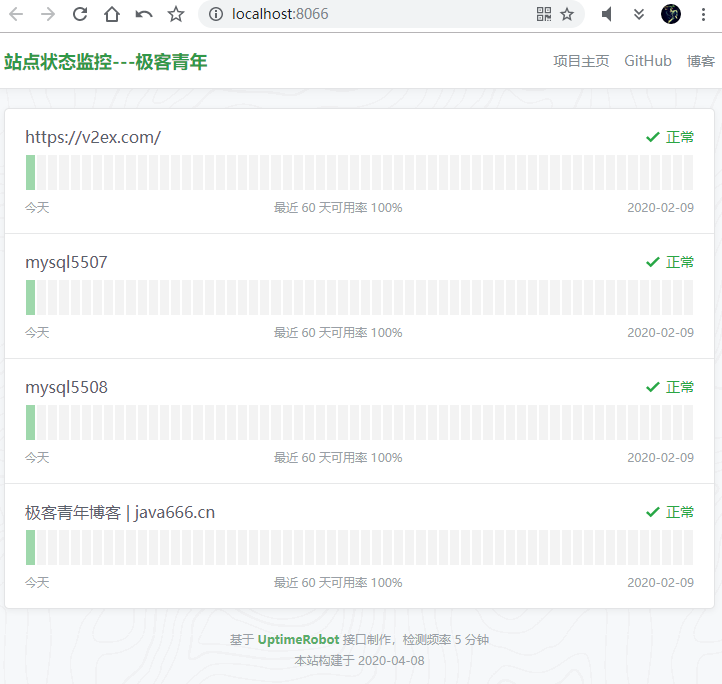 localhost:8066
站点状态监控---极客青年 项目主页 GitHub 博客
https://v2ex.com/ 正常
今天 最近 60 天可用率 100% 2020-02-09
mysql5507 正常
今天 最近 60 天可用率 100% 2020-02-09
mysql5508 正常
今天 最近 60 天可用率 100% 2020-02-09
极客青年博客 | java666.cn 正常
今天 最近 60 天可用率 100% 2020-02-09
基于 UptimeRobot 接口制作，检测频率 5 分钟
本站构建于 2020-04-08